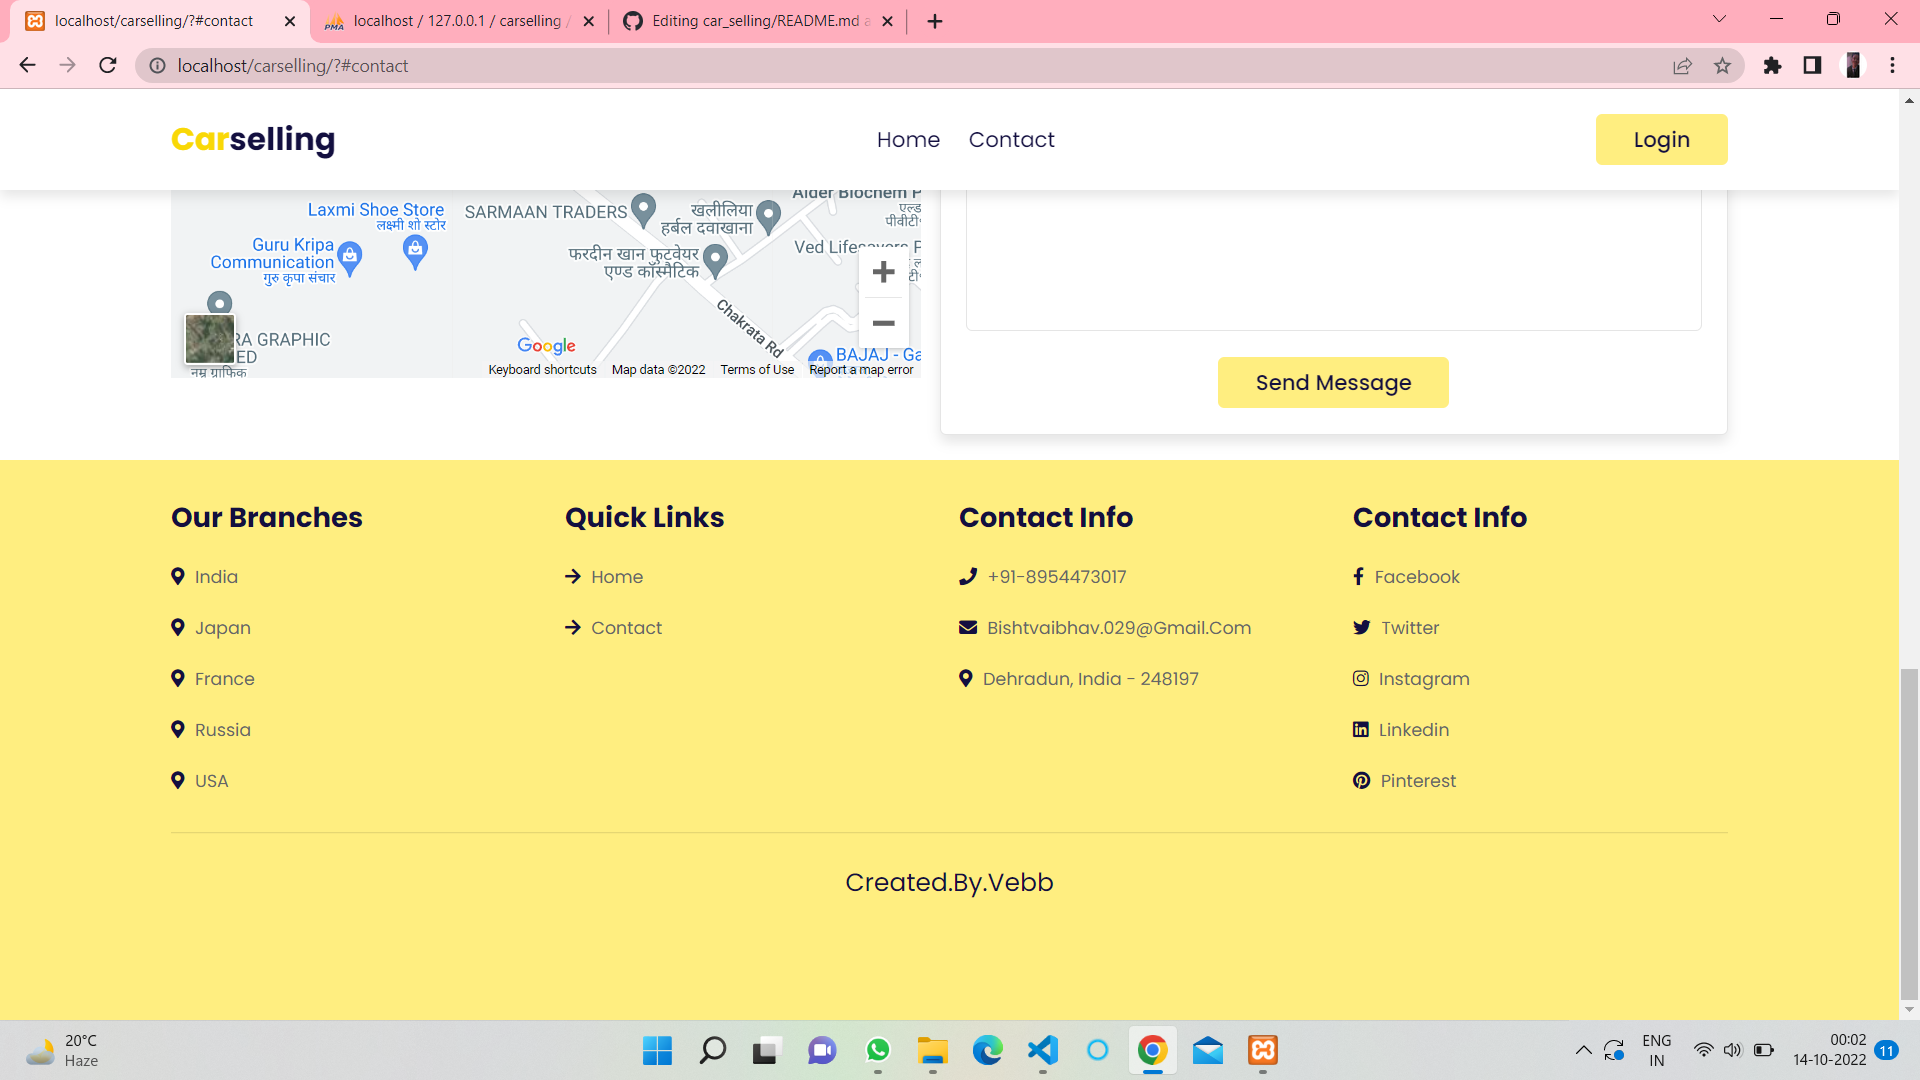 localhost/carselling/?#contact
localhost / 127.0.0.1 / carselling /
Editing car_selling/README.md a
localhost/carselling/?#contact
Carselling
Home
Contact
Login
Alder Biochem P
Laxmi Shoe Store
लक्ष्मी शो स्टोर
SARMAAN TRADERS
खलीलिया
हर्बल दवाखाना
एल्ड
पीवीटी
Guru Kripa
Communication
गुरु कृपा संचार
फरदीन खान फुटवेयर
एण्ड कॉस्मैटिक
Ved Lifesavers P
Chakrata Rd
RA GRAPHIC
ED
नम्र ग्राफिक
Google
BAJAJ - Ga
Keyboard shortcuts
Map data ©2022
Terms of Use
Report a map error
Send Message
Our Branches
India
Japan
France
Russia
USA
Quick Links
Home
Contact
Contact Info
+91-8954473017
Bishtvaibhav.029@Gmail.Com
Dehradun, India - 248197
Contact Info
Facebook
Twitter
Instagram
Linkedin
Pinterest
Created.By.Vebb
20°C
Haze
ENG
IN
00:02
14-10-2022
11